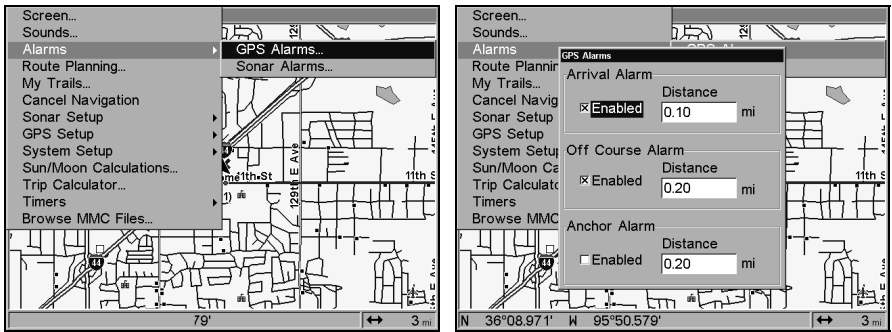 Screen...
Sounds...
Alarms
GPS Alarms...
Sonar Alarms...
Route Planning...
My Trails...
Cancel Navigation
Sonar Setup
GPS Setup
System Setup
Sun/Moon Calculations...
Trip Calculator...
Timers
Browse MMC Files...
129
11th St
129th E Ave
44
79'
3 mi
Screen...
Sounds...
Alarms
Route Plannin
My Trails...
Cancel Navig
Sonar Setup
GPS Setup
System Setup
Sun/Moon Ca
Trip Calculato
Timers
Browse MMC
GPS Alarms
Arrival Alarm
Enabled
Distance
0.10 mi
Off Course Alarm
Enabled
Distance
0.20 mi
Anchor Alarm
Enabled
Distance
0.20 mi
129
11th S
44
N 36°08.971' W 95°50.579'
3 mi